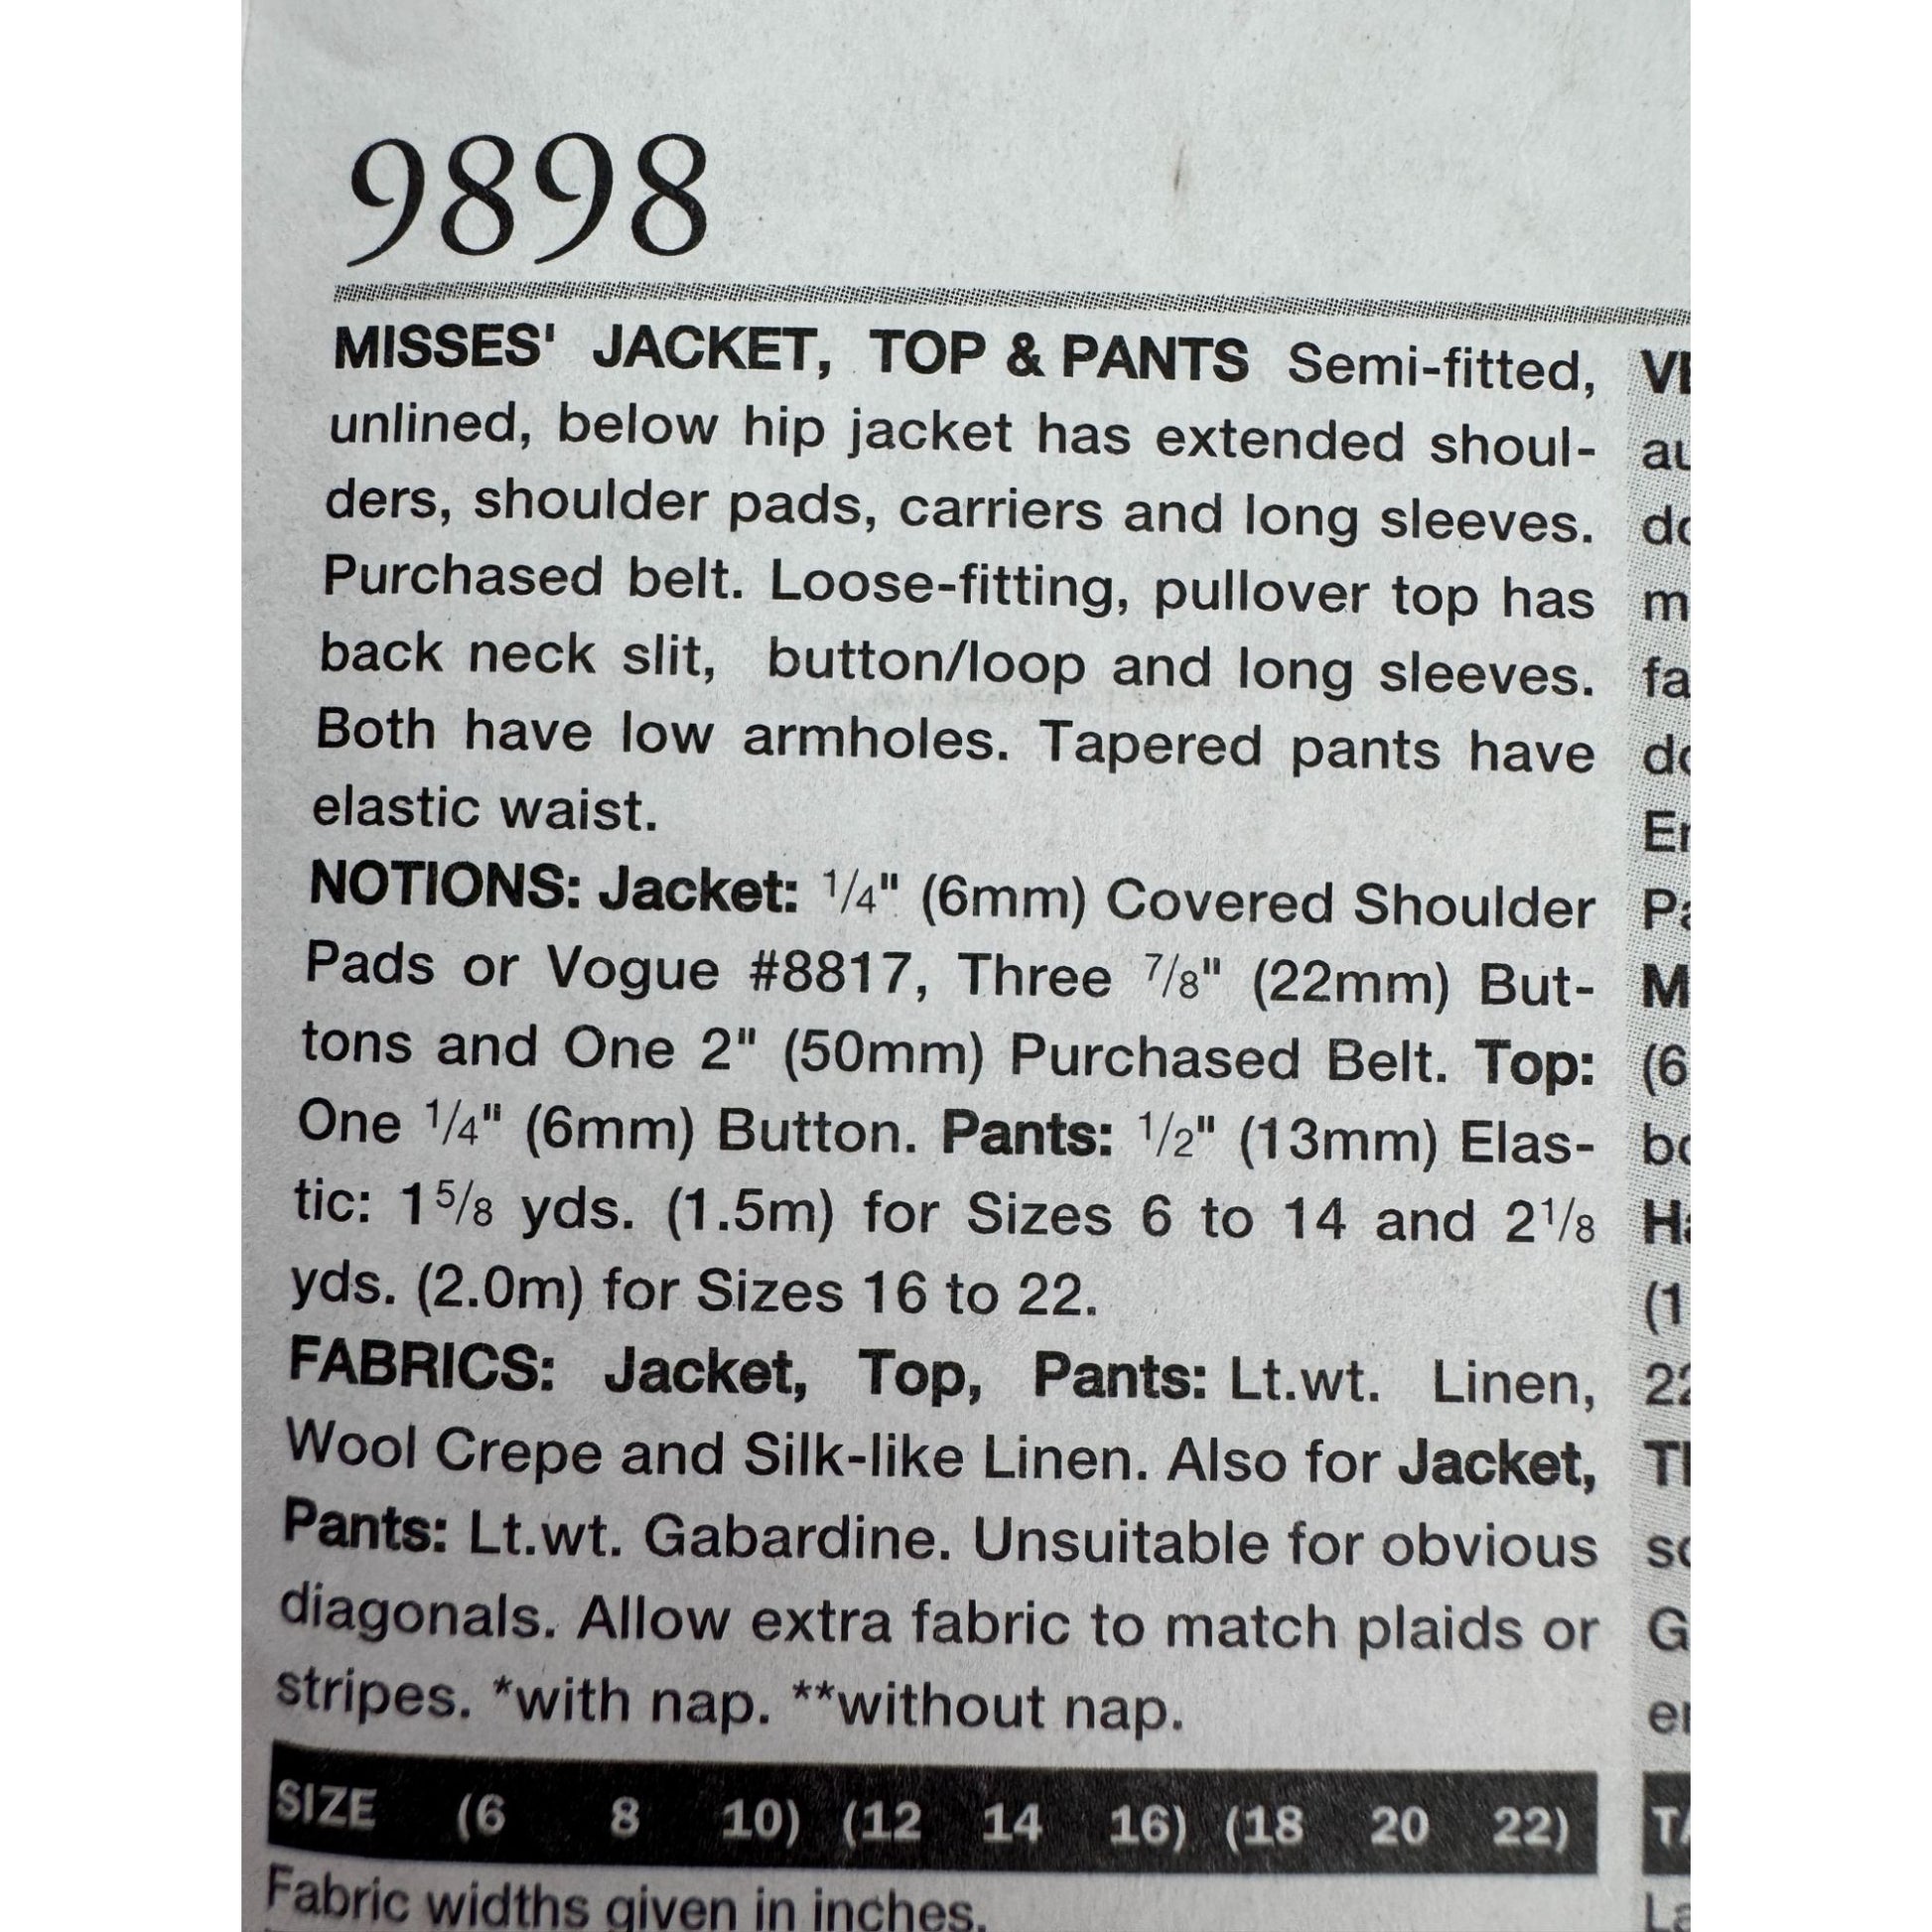 9898
MISSES' JACKET, TOP & PANTS Semi-fitted,
unlined, below hip jacket has extended shoul-
ders, shoulder pads, carriers and long sleeves.
Purchased belt. Loose-fitting, pullover top has
back neck slit, button/loop and long sleeves.
Both have low armholes. Tapered pants have
elastic waist.
NOTIONS: Jacket: 1/4" (6mm) Covered Shoulder
Pads or Vogue #8817, Three 7/8" (22mm) But-
tons and One 2" (50mm) Purchased Belt. Top:
One 1/4" (6mm) Button. Pants: 1/2" (13mm) Elas-
tic: 1 5/8 yds. (1.5m) for Sizes 6 to 14 and 2 1/8
yds. (2.0m) for Sizes 16 to 22.
FABRICS: Jacket, Top, Pants: Lt.wt. Linen,
Wool Crepe and Silk-like Linen. Also for Jacket,
Pants: Lt.wt. Gabardine. Unsuitable for obvious
diagonals. Allow extra fabric to match plaids or
stripes. *with nap. **without nap.
SIZE (6 8 10) (12 14 16) (18 20 22)
Fabric widths given in inches.